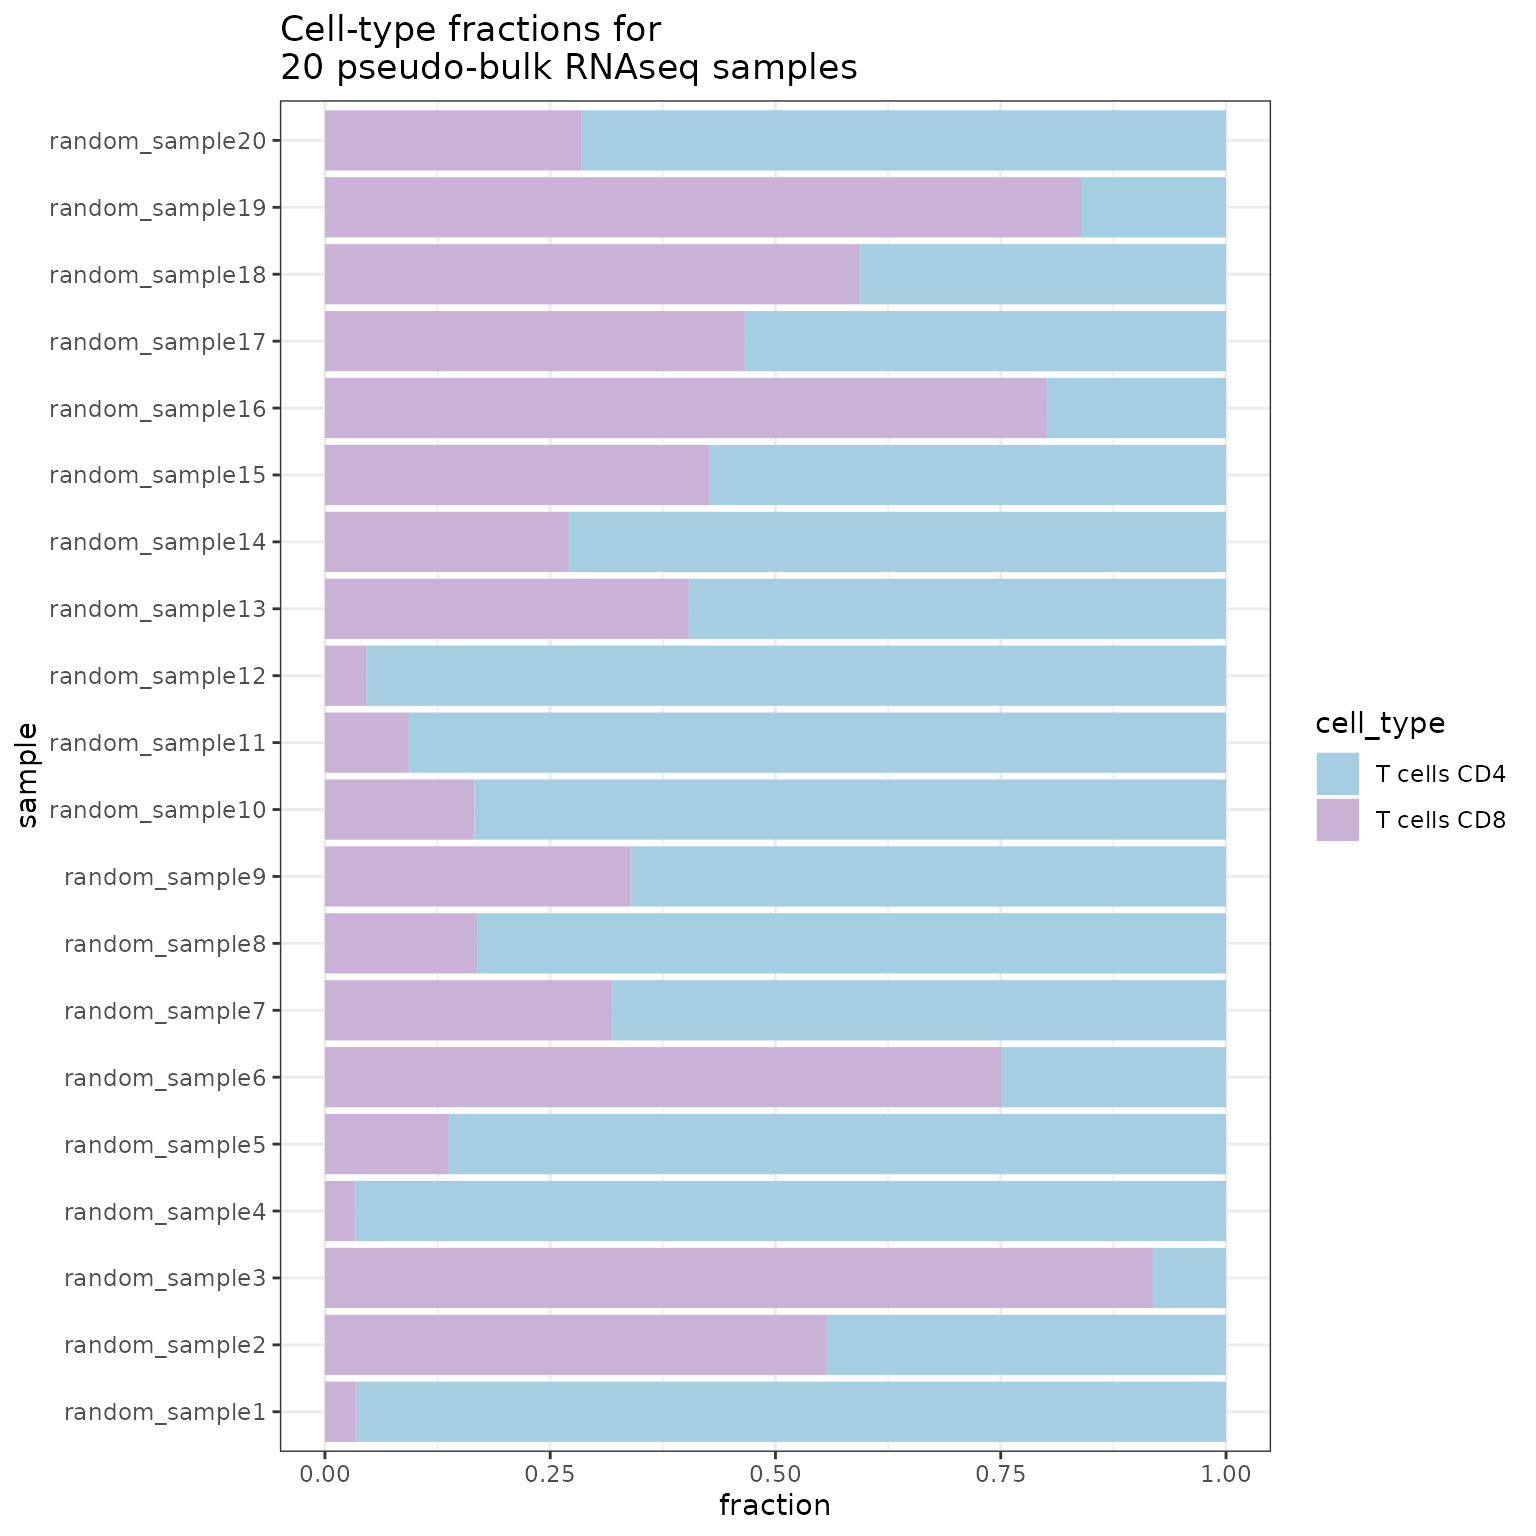 Cell-type fractions for
20 pseudo-bulk RNAseq samples
random_sample20
random_sample19
random_sample18
random_sample17
random_sample16
random_sample15
random_sample14
random_sample13
random_sample12
random_sample11
random_sample10
random_sample9
random_sample8
random_sample7
random_sample6
random_sample5
random_sample4
random_sample3
random_sample2
random_sample1
sample
0.00 0.25 0.50 0.75 1.00
fraction
cell_type
T cells CD4
T cells CD8